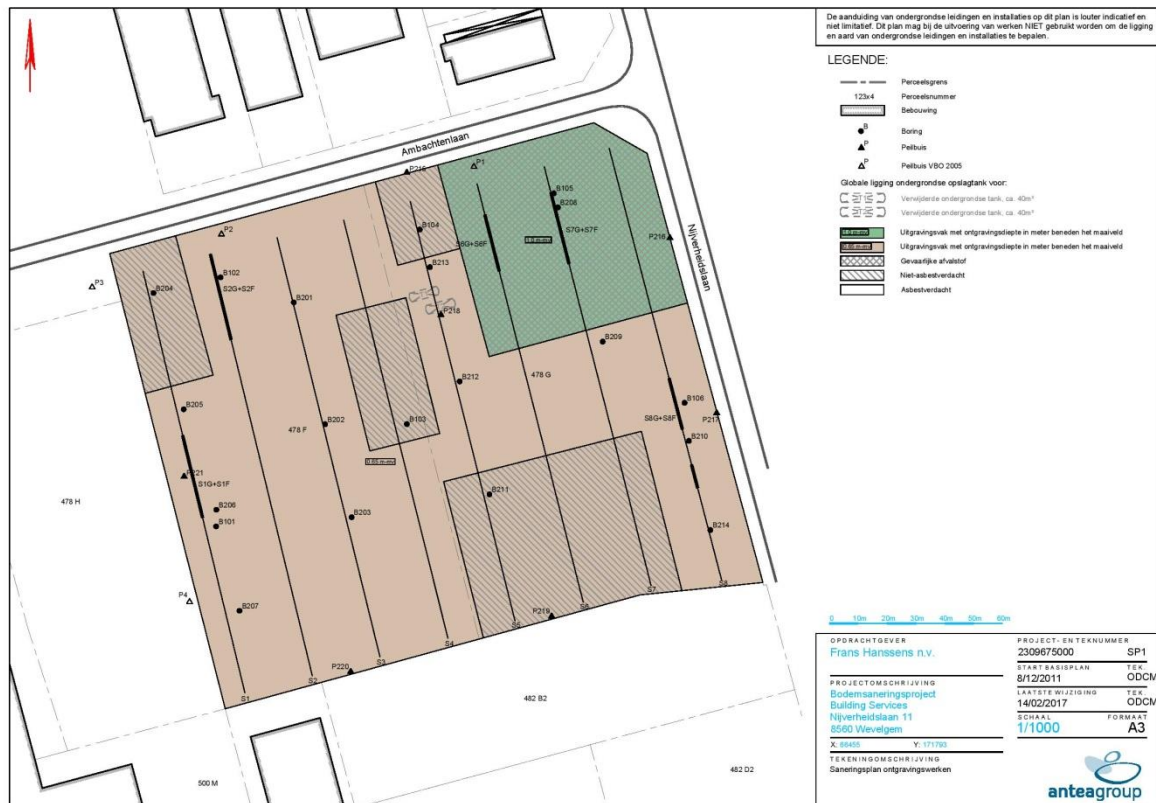 De aanduiding van ondergrondse leidingen en installaties op dit plan is louter indicatief en
niet limitatief. Dit plan mag bij de uitvoering van werken NIET gebruikt worden om de ligging
en aard van ondergrondse leidingen en installaties te bepalen.
LEGENDE:
Perceelsgrens
123x4 Perceelsnummer
Bebouwing
B Boring
P Peilbuis
P Peilbuis VBO 2005
Globale ligging ondergrondse opslagtank voor:
Verwijderde ondergrondse tank, ca. 40m³
Verwijderde ondergrondse tank, ca. 40m³
Uitgravingsvak met ontgravingsdiepte in meter beneden het maaiveld
Uitgravingsvak met ontgravingsdiepte in meter beneden het maaiveld
Gevaarlijke afvalstof
Niet-asbestverdacht
Asbestverdacht
Ambachtenlaan
Nijverheidslaan
P1
P215
B105
B208
S7G+S7F
S6G+S6F
P216
B104
B213
P2
P3
B102
S2G+S2F
B204
B201
P218
B209
B212
478 G
B106
P217
S8G+S8F
B210
B205
B202
478 F
B103
0.60 m-mv
P221
S1G+S1F
B206
B101
478 H
B211
B203
B214
P4
B207
P219
P220
S1
S2
S3
S4
S5
S6
S7
S8
482 B2
482 D2
500 M
0 10m 20m 30m 40m 50m 60m
OPDRACHTGEVER
Frans Hanssens n.v.
PROJECT- EN TEKNUMMER
2309675000 SP1
START BASISPLAN TEK.
8/12/2011 ODCM
PROJECTOMSCHRIJVING
Bodemsaneringsproject
Building Services
Nijverheidslaan 11
8560 Wevelgem
LAATSTE WIJZIGING TEK.
14/02/2017 ODCM
SCHAAL FORMAAT
1/1000 A3
X: 66455 Y: 171793
TEKENINGOMSCHRIJVING
Saneringsplan ontgravingswerken
anteagroup